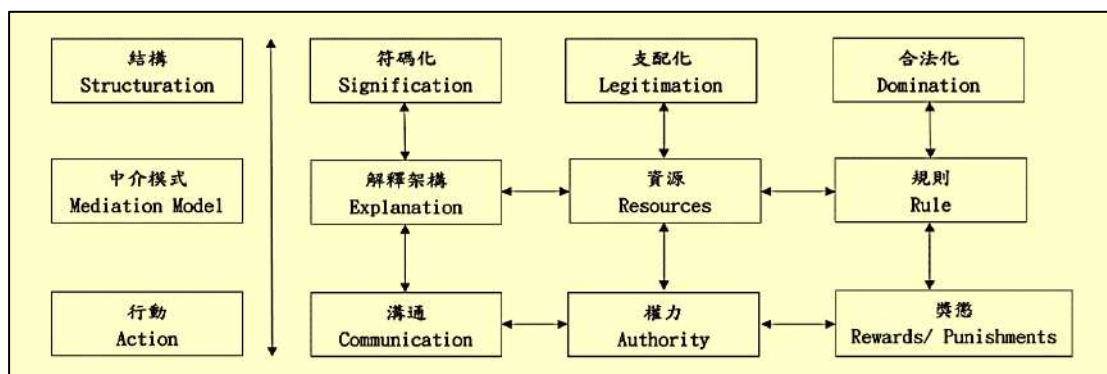 結構
Structuration
符碼化
Signification
支配化
Legitimation
合法化
Domination
中介模式
Mediation Model
解釋架構
Explanation
資源
Resources
規則
Rule
行動
Action
溝通
Communication
權力
Authority
獎懲
Rewards/ Punishments